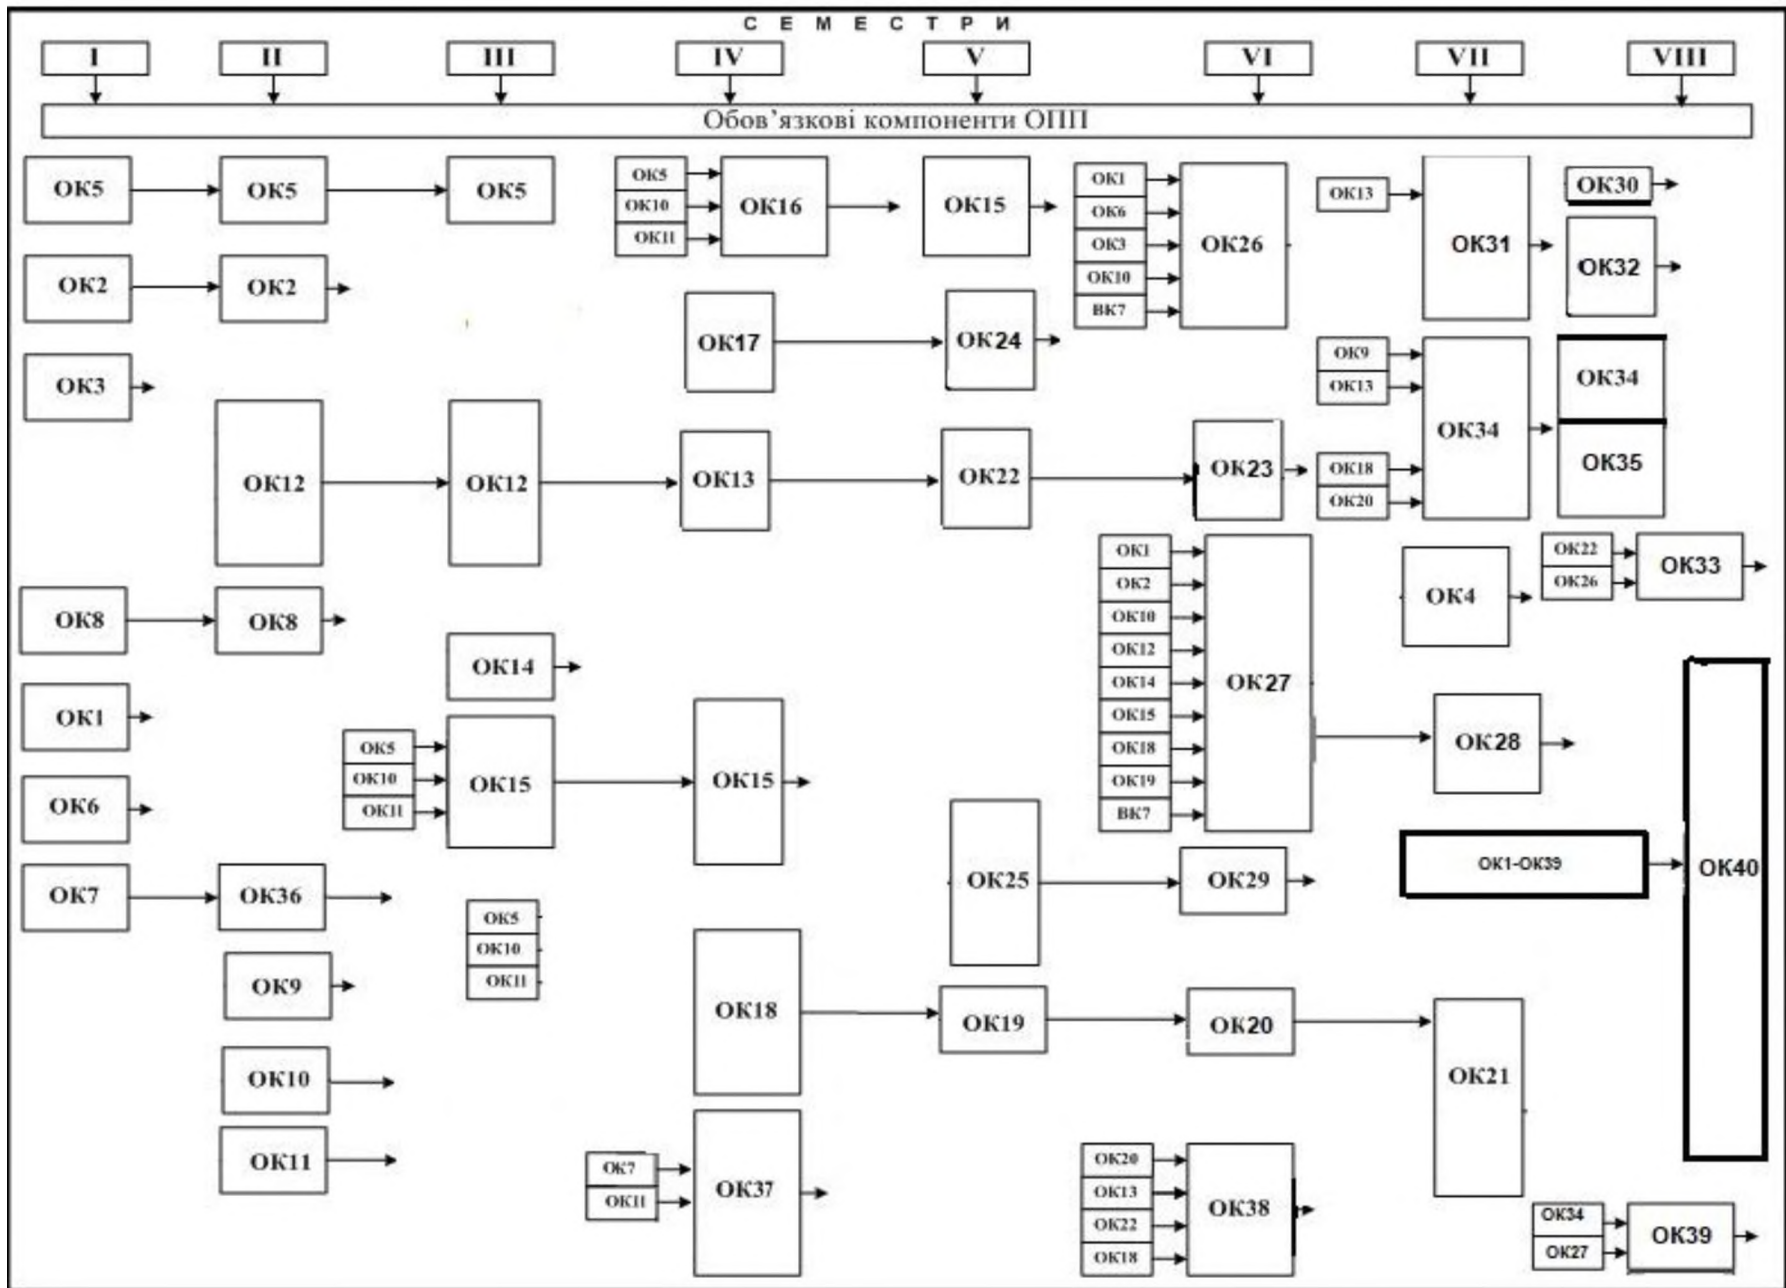 С Е М Е С Т Р И
I II III IV V VI VII VIII
Обов’язкові компоненти ОПП
ОК5 ОК5 ОК5
ОК5
ОК10
ОК11
ОК16
ОК15
ОК1
ОК6
ОК3
ОК10
ВК7
ОК26
ОК13
ОК31
ОК30
ОК32
ОК2 ОК2
ОК17 ОК24
ОК3
ОК9
ОК13
ОК18
ОК20
ОК34
ОК34
ОК35
ОК12 ОК12 ОК13 ОК22 ОК23
ОК1
ОК2
ОК10
ОК12
ОК14
ОК15
ОК18
ОК19
ВК7
ОК27
ОК4
ОК22
ОК26
ОК33
ОК8 ОК8
ОК14
ОК1
ОК28
ОК5
ОК10
ОК11
ОК15 ОК15
ОК6
ОК1-ОК39
ОК40
ОК7 ОК36
ОК25 ОК29
ОК5
ОК10
ОК11
ОК9
ОК18 ОК19 ОК20 ОК21
ОК10
ОК11
ОК7
ОК11
ОК37
ОК20
ОК13
ОК22
ОК18
ОК38
ОК34
ОК27
ОК39